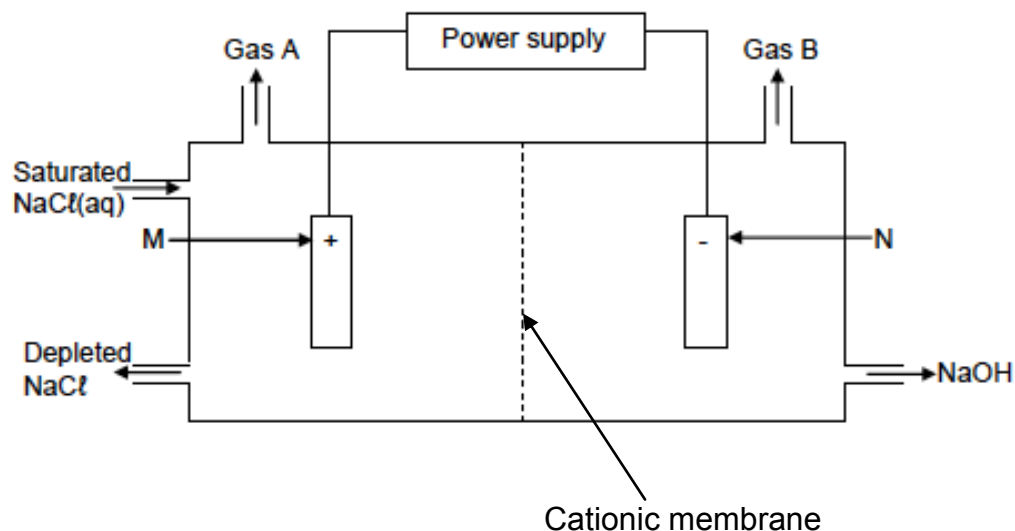 Power supply
Gas A
Gas B
Saturated
NaCℓ(aq)
M
+
-
N
Depleted
NaCℓ
NaOH
Cationic membrane